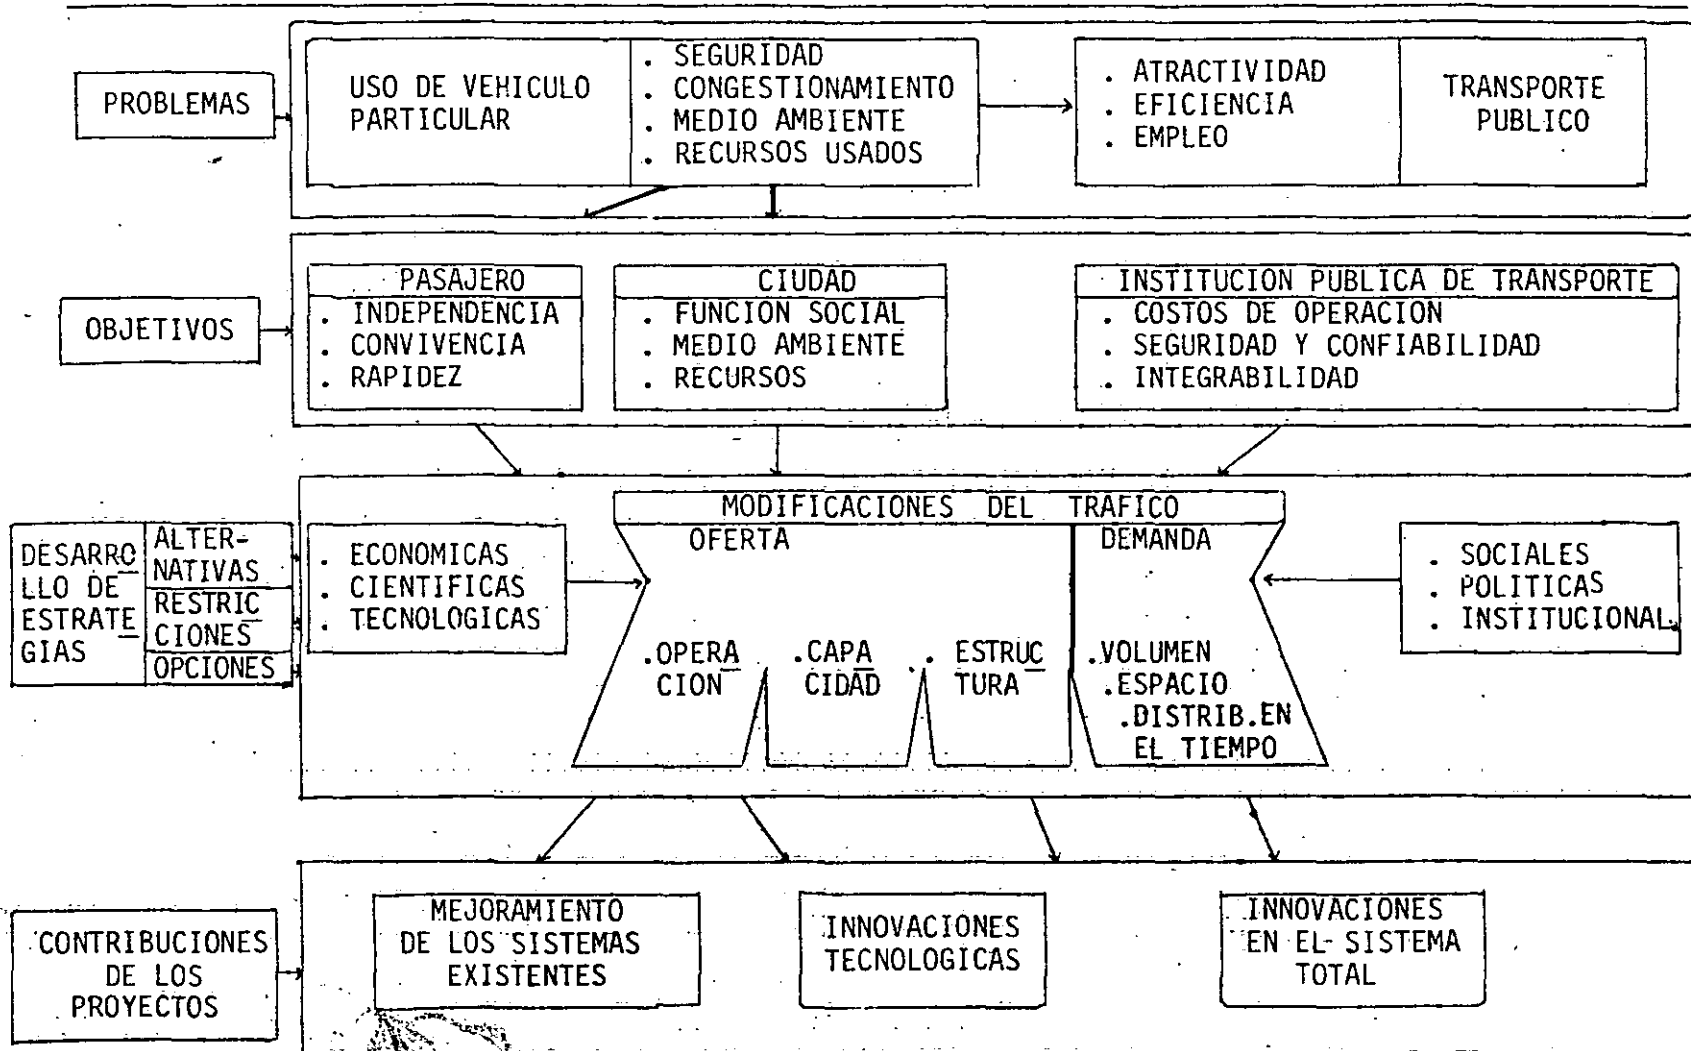 PROBLEMAS
USO DE VEHICULO
PARTICULAR
. SEGURIDAD
. CONGESTIONAMIENTO
. MEDIO AMBIENTE
. RECURSOS USADOS
. ATRACTIVIDAD
. EFICIENCIA
. EMPLEO
TRANSPORTE
PUBLICO
OBJETIVOS
PASAJERO
. INDEPENDENCIA
. CONVIVENCIA
. RAPIDEZ
CIUDAD
. FUNCION SOCIAL
. MEDIO AMBIENTE
. RECURSOS
INSTITUCION PUBLICA DE TRANSPORTE
. COSTOS DE OPERACION
. SEGURIDAD Y CONFIABILIDAD
. INTEGRABILIDAD
DESARRO
LLO DE
ESTRATE
GIAS
ALTER-
NATIVAS
RESTRIC
CIONES
OPCIONES
. ECONOMICAS
. CIENTIFICAS
. TECNOLOGICAS
MODIFICACIONES DEL TRAFICO
OFERTA
DEMANDA
.OPERA
CION
.CAPA
CIDAD
. ESTRUC
TURA
.VOLUMEN
.ESPACIO
.DISTRIB.EN
EL TIEMPO
. SOCIALES
. POLITICAS
. INSTITUCIONAL.
CONTRIBUCIONES
DE LOS
PROYECTOS
MEJORAMIENTO
DE LOS SISTEMAS
EXISTENTES
INNOVACIONES
TECNOLOGICAS
INNOVACIONES
EN EL SISTEMA
TOTAL